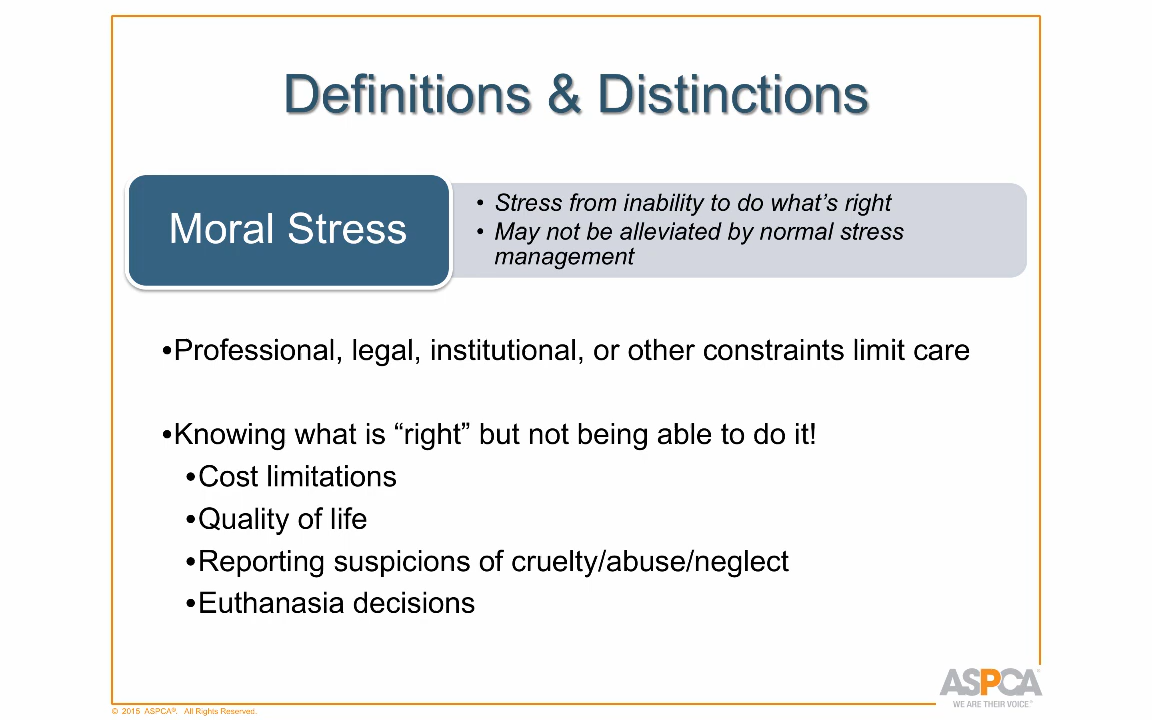 Definitions & Distinctions
Moral Stress
• Stress from inability to do what’s right
• May not be alleviated by normal stress
management
•Professional, legal, institutional, or other constraints limit care
•Knowing what is “right” but not being able to do it!
•Cost limitations
•Quality of life
•Reporting suspicions of cruelty/abuse/neglect
•Euthanasia decisions
ASPCA®
WE ARE THEIR VOICE.®
© 2015 ASPCA®. All Rights Reserved.